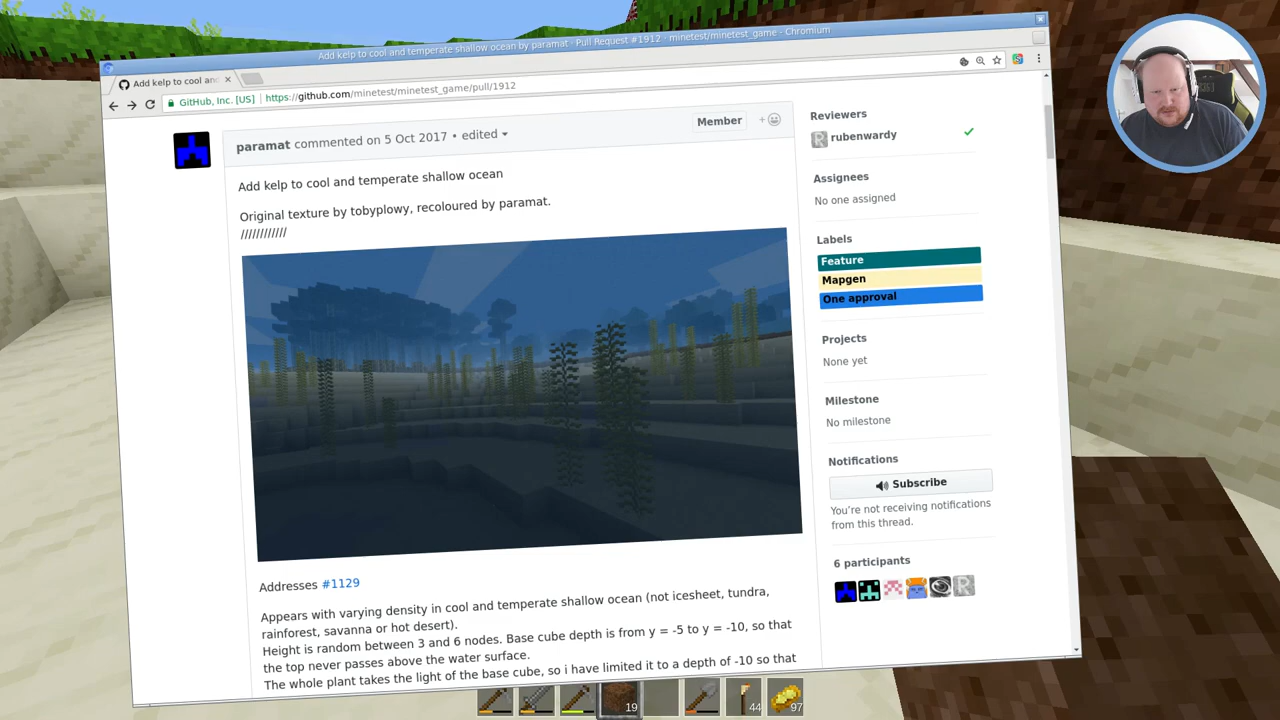 Add kelp to cool and temperate shallow ocean by paramat · Pull Request #1912 · minetest/minetest_game - Chromium
Add kelp to cool and
GitHub, Inc. [US] | https://github.com/minetest/minetest_game/pull/1912
paramat commented on 5 Oct 2017 • edited
Member
Add kelp to cool and temperate shallow ocean
Original texture by tobyplowy, recoloured by paramat.
////////////
Addresses #1129
Appears with varying density in cool and temperate shallow ocean (not icesheet, tundra,
rainforest, savanna or hot desert).
Height is random between 3 and 6 nodes. Base cube depth is from y = -5 to y = -10, so that
the top never passes above the water surface.
The whole plant takes the light of the base cube, so i have limited it to a depth of -10 so that
Reviewers
rubenwardy
Assignees
No one assigned
Labels
Feature
Mapgen
One approval
Projects
None yet
Milestone
No milestone
Notifications
Subscribe
You're not receiving notifications
from this thread.
6 participants
19
44
97